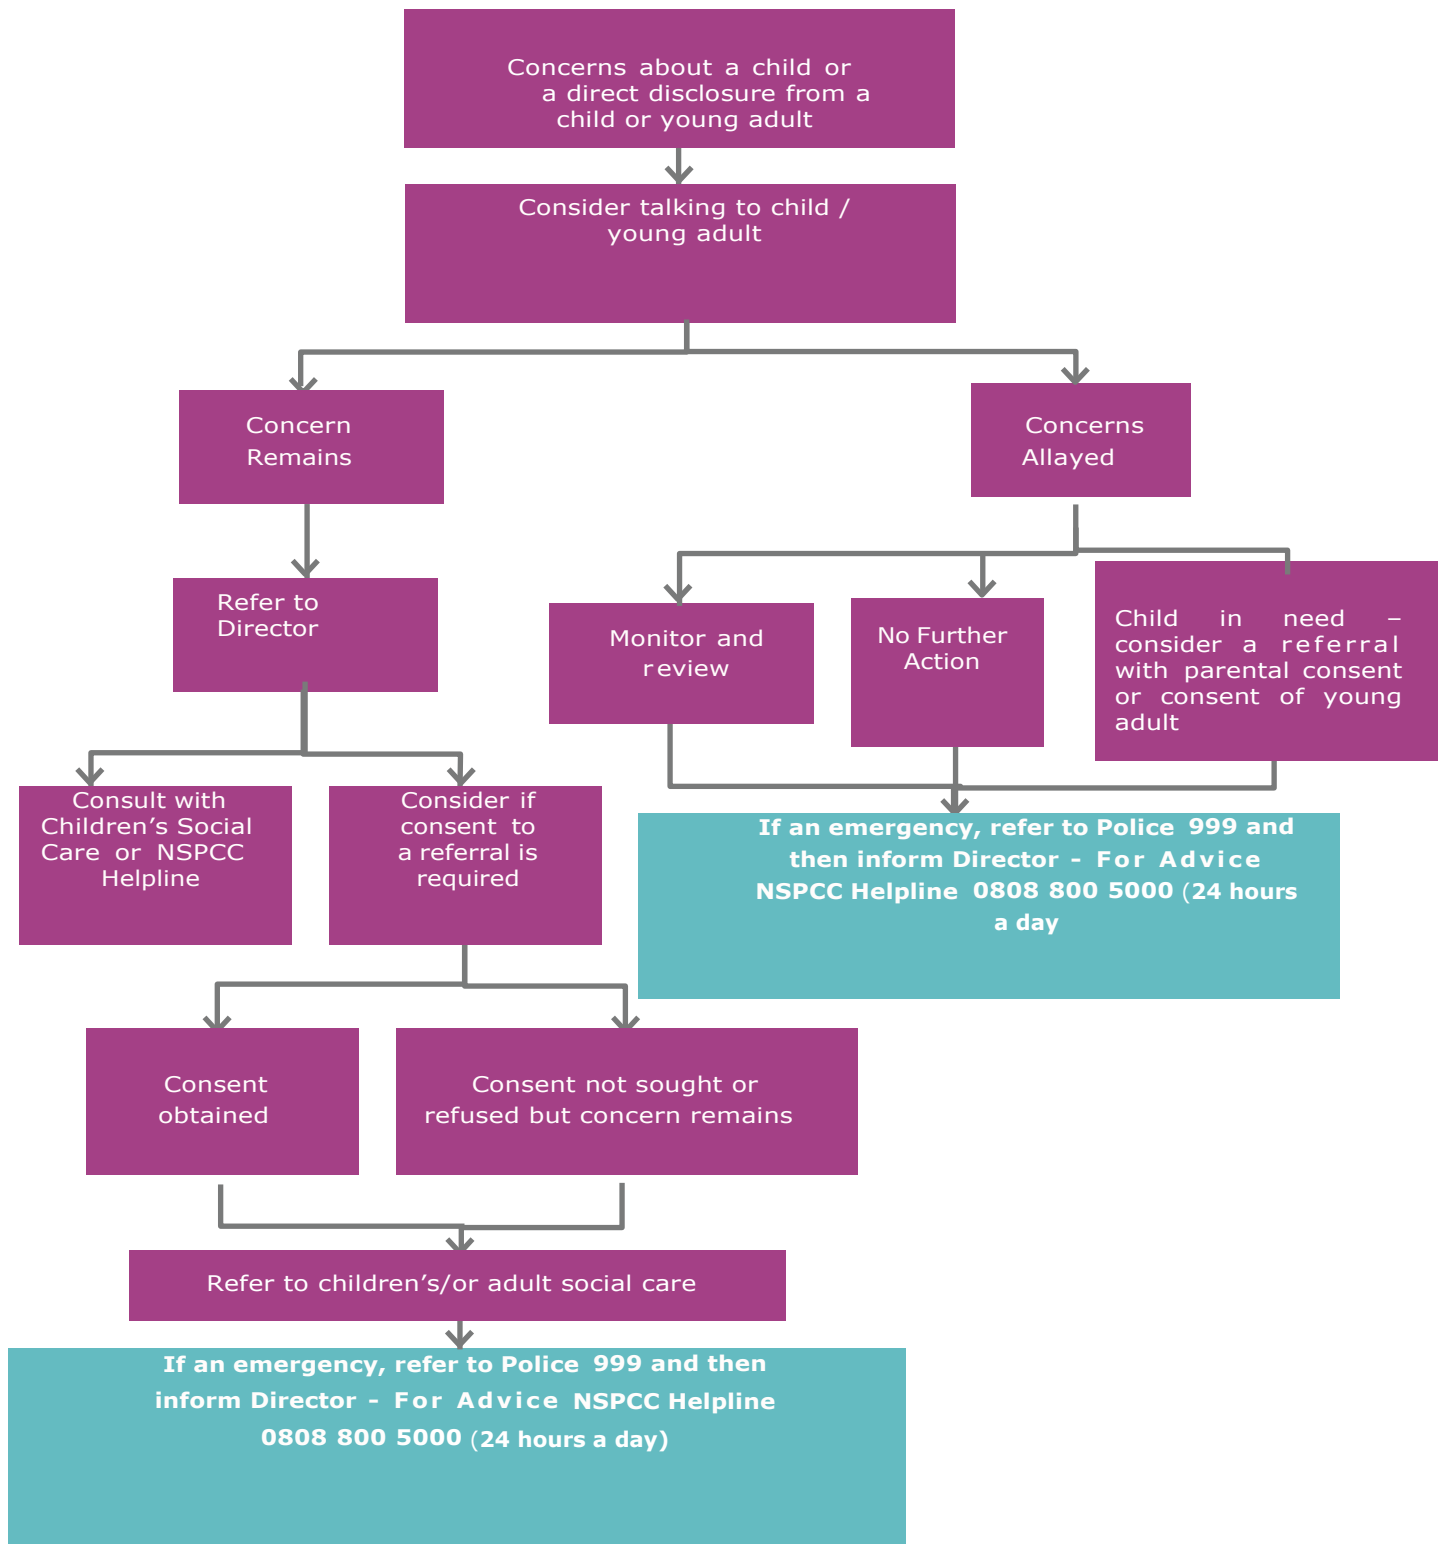 Concerns about a child or
a direct disclosure from a
child or young adult
Consider talking to child /
young adult
Concern
Remains
Concerns
Allayed
Refer to
Director
Monitor and
review
No Further
Action
Child in need –
consider a referral
with parental consent
or consent of young
adult
Consult with
Children’s Social
Care or NSPCC
Helpline
Consider if
consent to
a referral is
required
If an emergency, refer to Police 999 and
then inform Director – For Advice
NSPCC Helpline 0808 800 5000 (24 hours
a day
Consent
obtained
Consent not sought or
refused but concern remains
Refer to children’s/or adult social care
If an emergency, refer to Police 999 and then
inform Director – For Advice NSPCC Helpline
0808 800 5000 (24 hours a day)